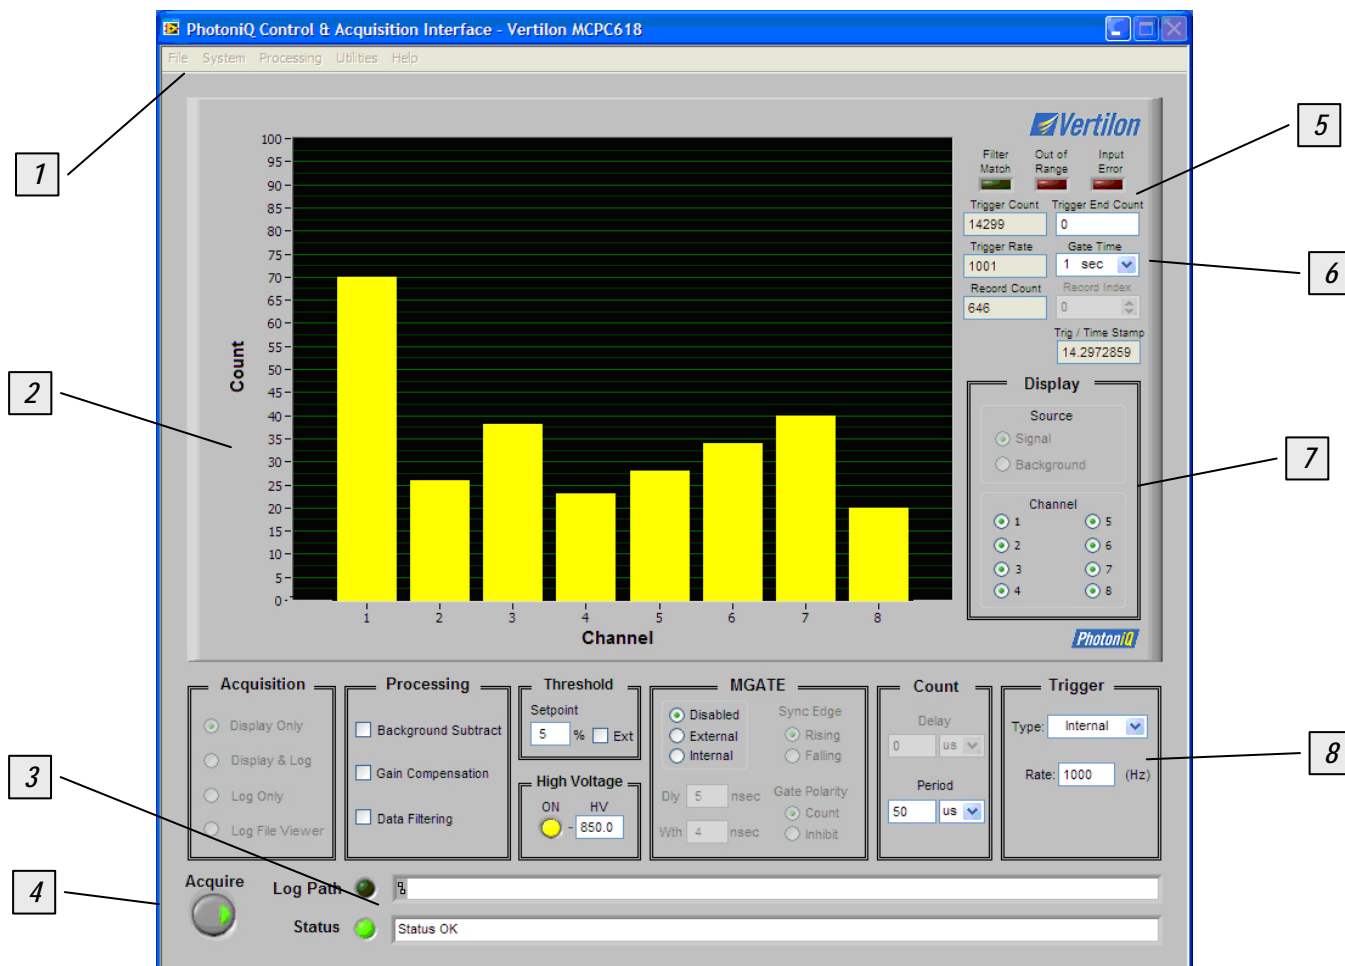 PhotoniQ Control & Acquisition Interface - Vertilon MCPC618
File System Processing Utilities Help
1
2
3
4
5
6
7
8
Vertilon
Filter Match
Out of Range
Input Error
Trigger Count
14299
Trigger End Count
0
Trigger Rate
1001
Gate Time
1 sec
Record Count
646
Record Index
0
Trig / Time Stamp
14.2972859
100
95
90
85
80
75
70
65
60
55
50
45
40
35
30
25
20
15
10
5
0
Count
1 2 3 4 5 6 7 8
Channel
Display
Source
Signal
Background
Channel
1 5
2 6
3 7
4 8
PhotoniQ
Acquisition
Display Only
Display & Log
Log Only
Log File Viewer
Processing
Background Subtract
Gain Compensation
Data Filtering
Threshold
Setpoint
5 % Ext
High Voltage
ON HV
- 850.0
MGATE
Disabled
External
Internal
Sync Edge
Rising
Falling
Dly 5 nsec
Wth 4 nsec
Gate Polarity
Count
Inhibit
Count
Delay
0 us
Period
50 us
Trigger
Type: Internal
Rate: 1000 (Hz)
Acquire
Log Path
Status
Status OK